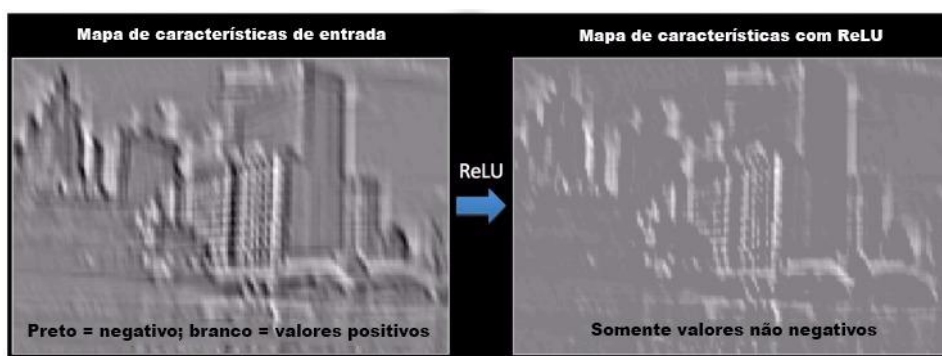 Mapa de características de entrada
Mapa de características com ReLU
ReLU
Preto = negativo; branco = valores positivos
Somente valores não negativos